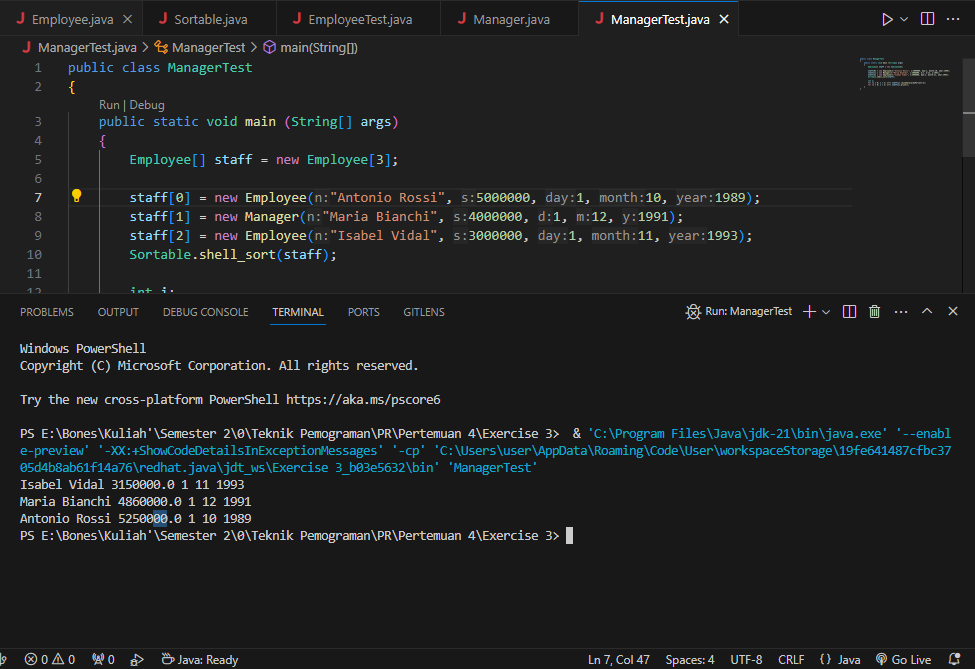 Employee.java
Sortable.java
EmployeeTest.java
Manager.java
ManagerTest.java
ManagerTest.java > ManagerTest > main(String[])
1 public class ManagerTest
2 {
Run | Debug
3 public static void main (String[] args)
4 {
5 Employee[] staff = new Employee[3];
6
7 staff[0] = new Employee(n:"Antonio Rossi", s:5000000, day:1, month:10, year:1989);
8 staff[1] = new Manager(n:"Maria Bianchi", s:4000000, d:1, m:12, y:1991);
9 staff[2] = new Employee(n:"Isabel Vidal", s:3000000, day:1, month:11, year:1993);
10 Sortable.shell_sort(staff);
11
12 int i;
PROBLEMS OUTPUT DEBUG CONSOLE TERMINAL PORTS GITLENS
Run: ManagerTest
Windows PowerShell
Copyright (C) Microsoft Corporation. All rights reserved.
Try the new cross-platform PowerShell https://aka.ms/pscore6
PS E:\Bones\Kuliah'\Semester 2\0\Teknik Pemograman\PR\Pertemuan 4\Exercise 3> & 'C:\Program Files\Java\jdk-21\bin\java.exe' '--enabl
e-preview' '-XX:+ShowCodeDetailsInExceptionMessages' '-cp' 'C:\Users\user\AppData\Roaming\Code\User\workspaceStorage\19fe641487cfbc37
05d4b8ab61f14a76\redhat.java\jdt_ws\Exercise 3_b03e5632\bin' 'ManagerTest'
Isabel Vidal 3150000.0 1 11 1993
Maria Bianchi 4860000.0 1 12 1991
Antonio Rossi 5250000.0 1 10 1989
PS E:\Bones\Kuliah'\Semester 2\0\Teknik Pemograman\PR\Pertemuan 4\Exercise 3>
0 0 0 Java: Ready Ln 7, Col 47 Spaces: 4 UTF-8 CRLF {} Java Go Live